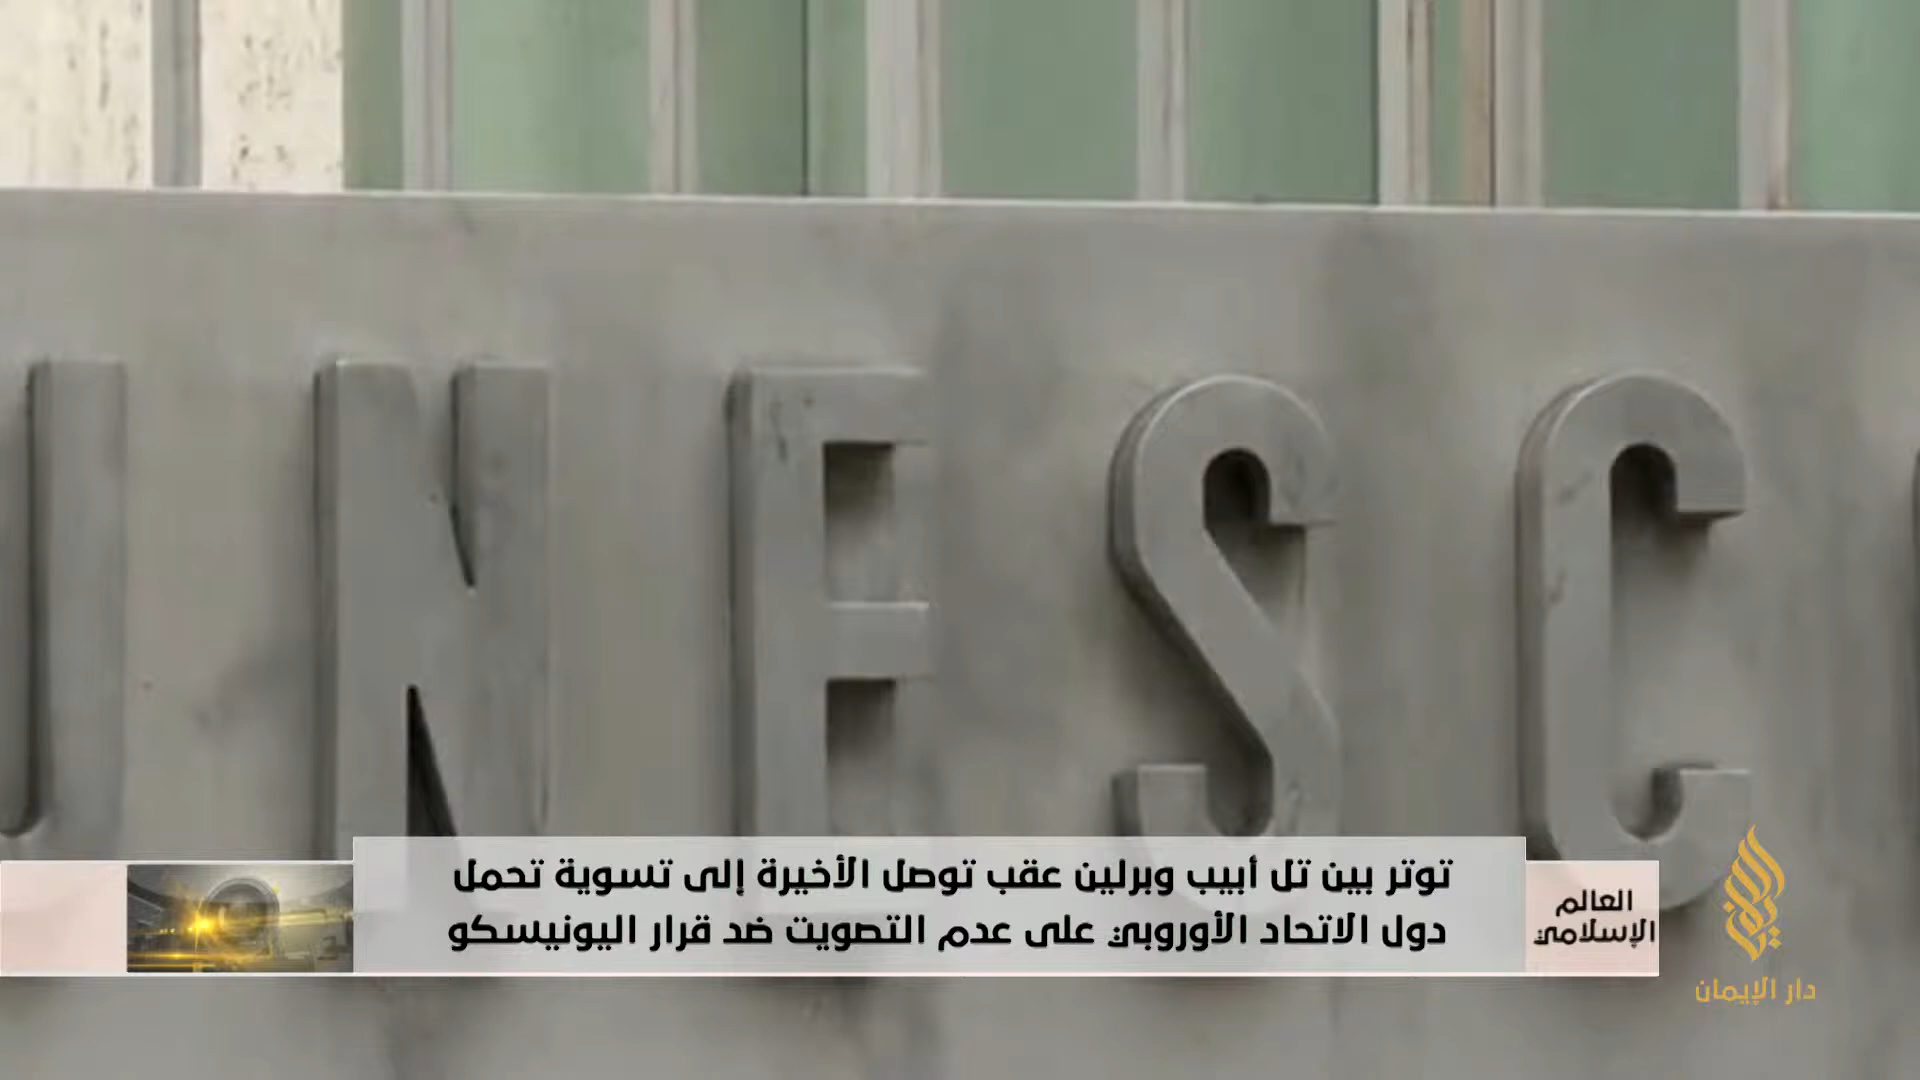 UNESC
توتر بين تل أبيب وبرلين عقب توصل الأخيرة إلى تسوية تحمل
دول الاتحاد الأوروبي على عدم التصويت ضد قرار اليونيسكو
العالم
الإسلامي
دار الإيمان